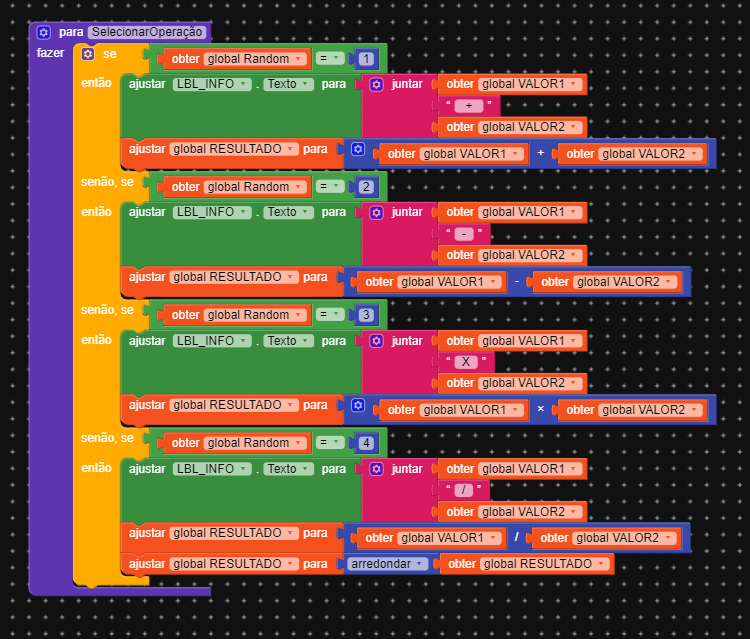 para SelecionarOperação
fazer se obter global Random = 1
então ajustar LBL_INFO . Texto para juntar obter global VALOR1
" + "
obter global VALOR2
ajustar global RESULTADO para obter global VALOR1 + obter global VALOR2
senão, se obter global Random = 2
então ajustar LBL_INFO . Texto para juntar obter global VALOR1
" - "
obter global VALOR2
ajustar global RESULTADO para obter global VALOR1 - obter global VALOR2
senão, se obter global Random = 3
então ajustar LBL_INFO . Texto para juntar obter global VALOR1
" X "
obter global VALOR2
ajustar global RESULTADO para obter global VALOR1 × obter global VALOR2
senão, se obter global Random = 4
então ajustar LBL_INFO . Texto para juntar obter global VALOR1
" / "
obter global VALOR2
ajustar global RESULTADO para obter global VALOR1 / obter global VALOR2
ajustar global RESULTADO para arredondar obter global RESULTADO